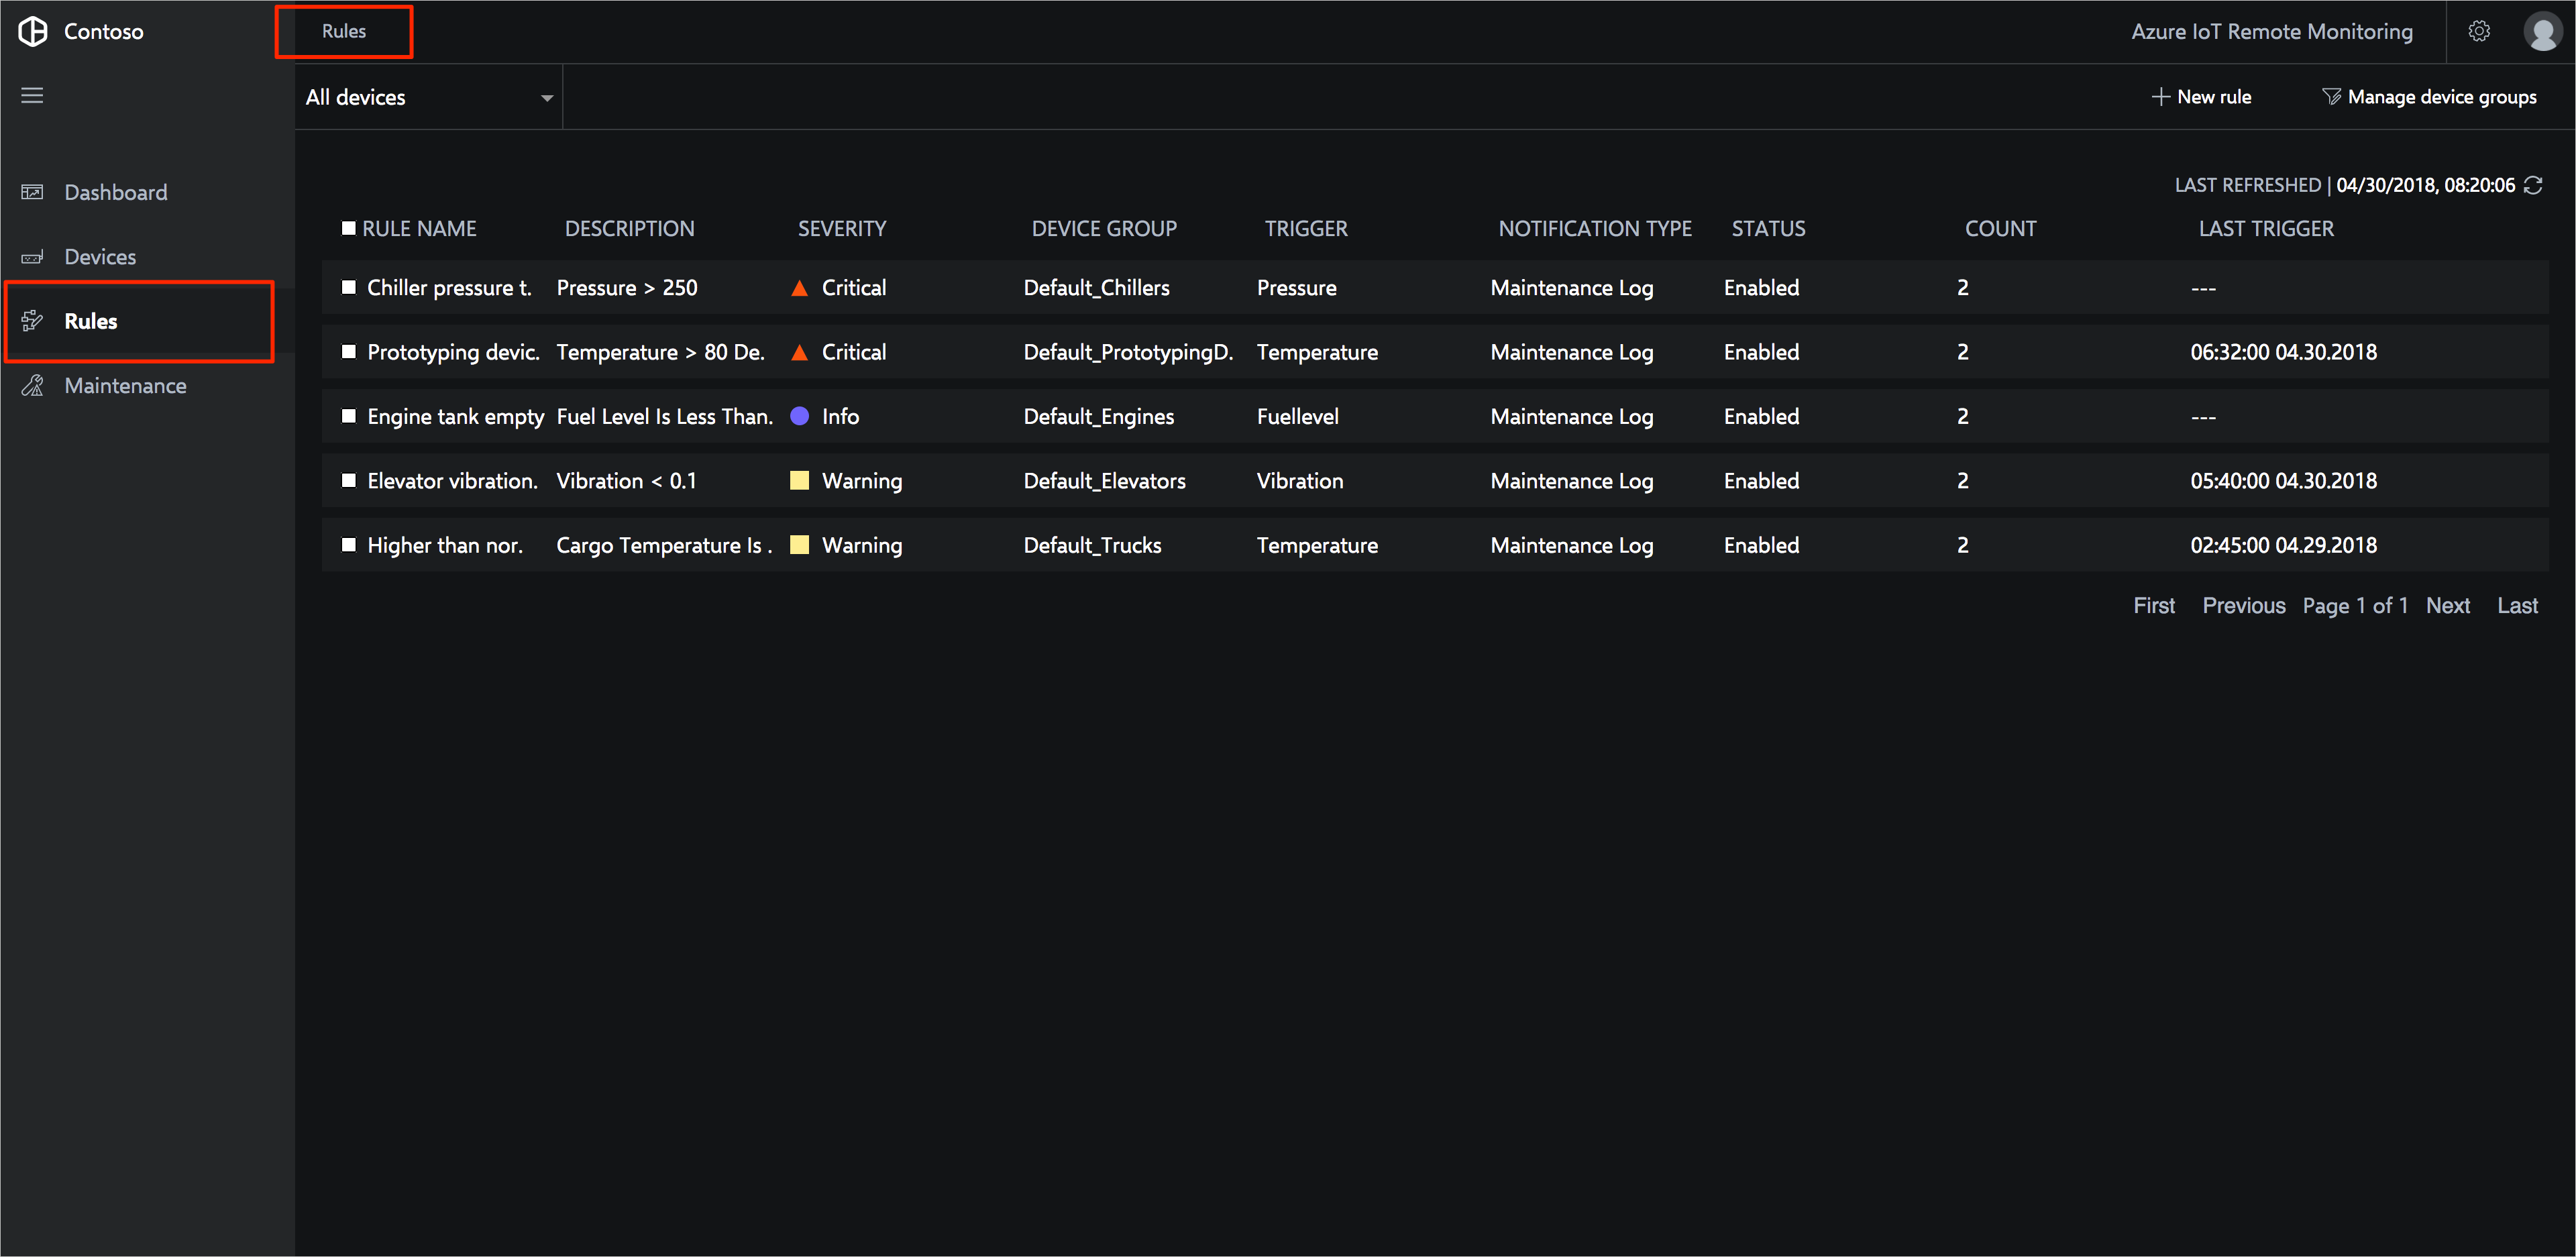 Contoso
Rules
Azure IoT Remote Monitoring
All devices
New rule
Manage device groups
Dashboard
Devices
Rules
Maintenance
LAST REFRESHED | 04/30/2018, 08:20:06
RULE NAME DESCRIPTION SEVERITY DEVICE GROUP TRIGGER NOTIFICATION TYPE STATUS COUNT LAST TRIGGER
Chiller pressure t. Pressure > 250 Critical Default_Chillers Pressure Maintenance Log Enabled 2 ---
Prototyping devic. Temperature > 80 De. Critical Default_PrototypingD. Temperature Maintenance Log Enabled 2 06:32:00 04.30.2018
Engine tank empty Fuel Level Is Less Than. Info Default_Engines Fuellevel Maintenance Log Enabled 2 ---
Elevator vibration. Vibration < 0.1 Warning Default_Elevators Vibration Maintenance Log Enabled 2 05:40:00 04.30.2018
Higher than nor. Cargo Temperature Is . Warning Default_Trucks Temperature Maintenance Log Enabled 2 02:45:00 04.29.2018
First Previous Page 1 of 1 Next Last